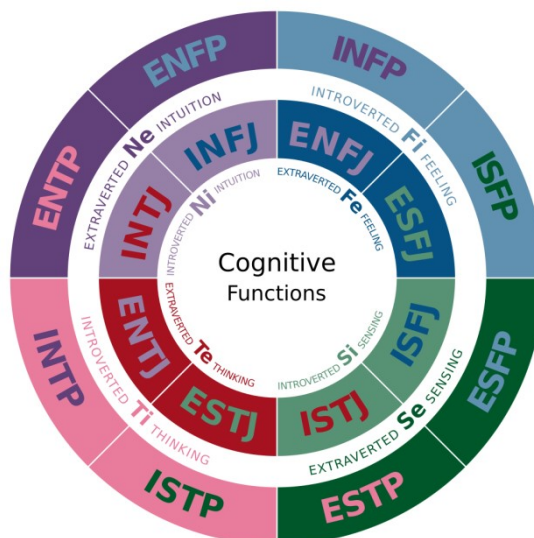 ENFP
INFP
ENTP
EXTRAVERTED Ne INTUITION
INTROVERTED Fi FEELING
ISFP
INFJ
ENFJ
INTJ
INTROVERTED Ni INTUITION
EXTRAVERTED Fe FEELING
ESFJ
Cognitive
Functions
ENTJ
EXTRAVERTED Te THINKING
INTROVERTED Si SENSING
ISFJ
ESTJ
ISTJ
INTP
INTROVERTED Ti THINKING
EXTRAVERTED Se SENSING
ESFP
ISTP
ESTP